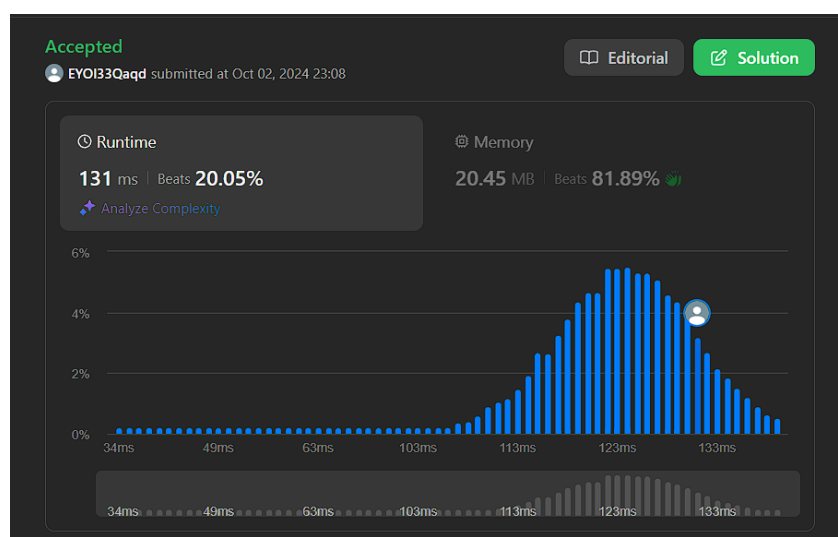 Accepted
EYOI33Qaqd submitted at Oct 02, 2024 23:08
Editorial
Solution
Runtime
131 ms | Beats 20.05%
Analyze Complexity
Memory
20.45 MB | Beats 81.89%
6%
4%
2%
0%
34ms 49ms 63ms 103ms 113ms 123ms 133ms
34ms 49ms 63ms 103ms 113ms 123ms 133ms